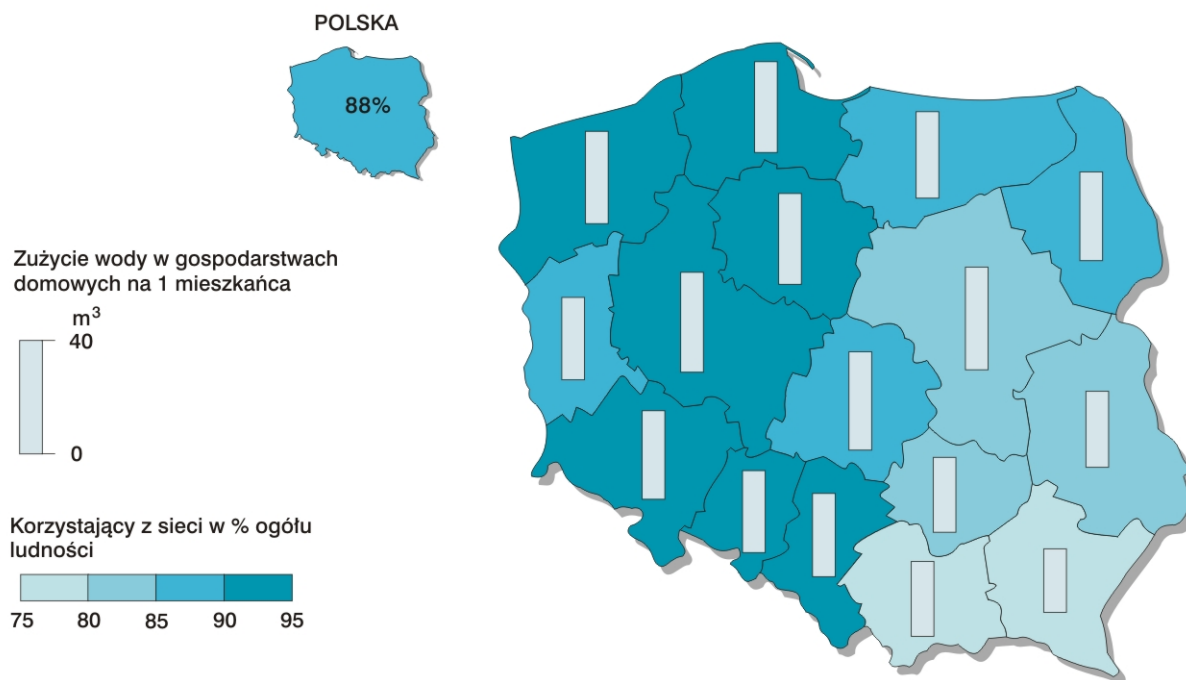 POLSKA
88%
Zużycie wody w gospodarstwach
domowych na 1 mieszkańca
m³
40
0
Korzystający z sieci w % ogółu
ludności
75 80 85 90 95